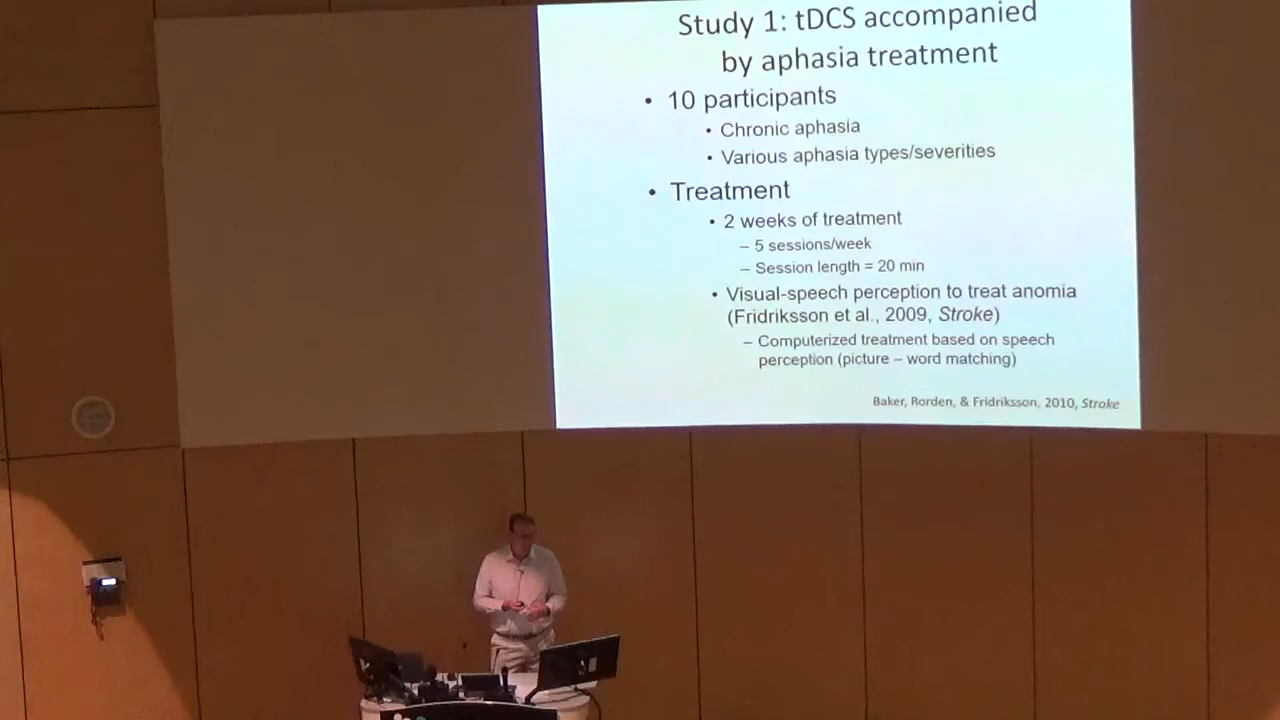 Study 1: tDCS accompanied
by aphasia treatment
• 10 participants
• Chronic aphasia
• Various aphasia types/severities
• Treatment
• 2 weeks of treatment
– 5 sessions/week
– Session length = 20 min
• Visual-speech perception to treat anomia
(Fridriksson et al., 2009, Stroke)
– Computerized treatment based on speech
perception (picture – word matching)
Baker, Rorden, & Fridriksson, 2010, Stroke